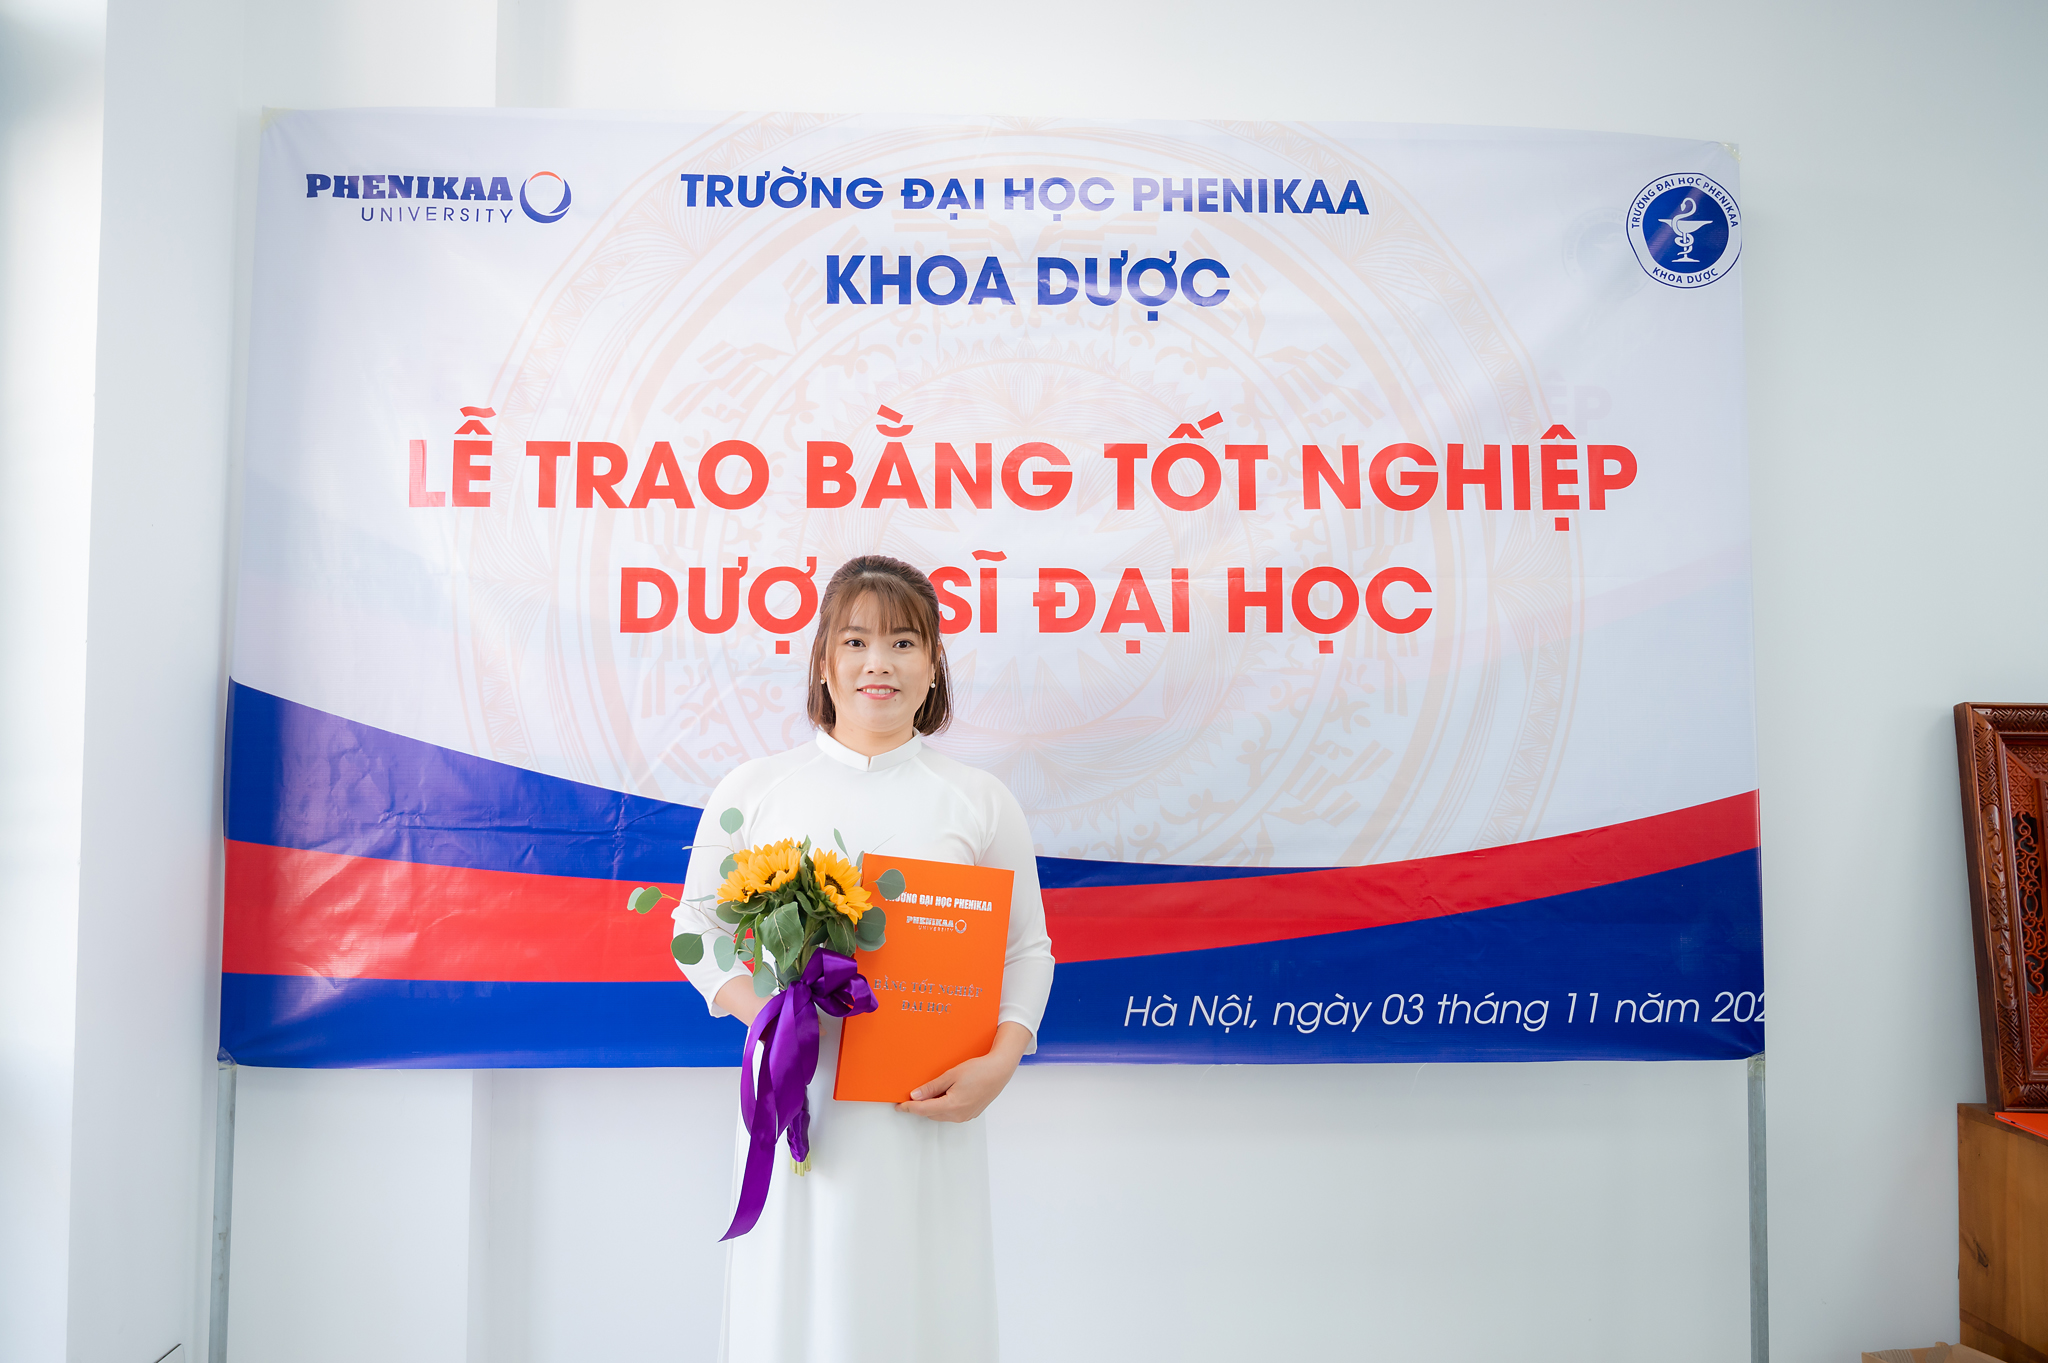 PHENIKAA
UNIVERSITY
TRƯỜNG ĐẠI HỌC PHENIKAA
KHOA DƯỢC
TRƯỜNG ĐẠI HỌC PHENIKAA
KHOA DƯỢC
LỄ TRAO BẰNG TỐT NGHIỆP
SĨ ĐẠI HỌC
Hà Nội, ngày 03 tháng 11 năm
ĐẠI HỌC PHENIKAA
PHENIKAA
UNIVERSITY
BẰNG TỐT NGHIỆP
ĐẠI HỌC